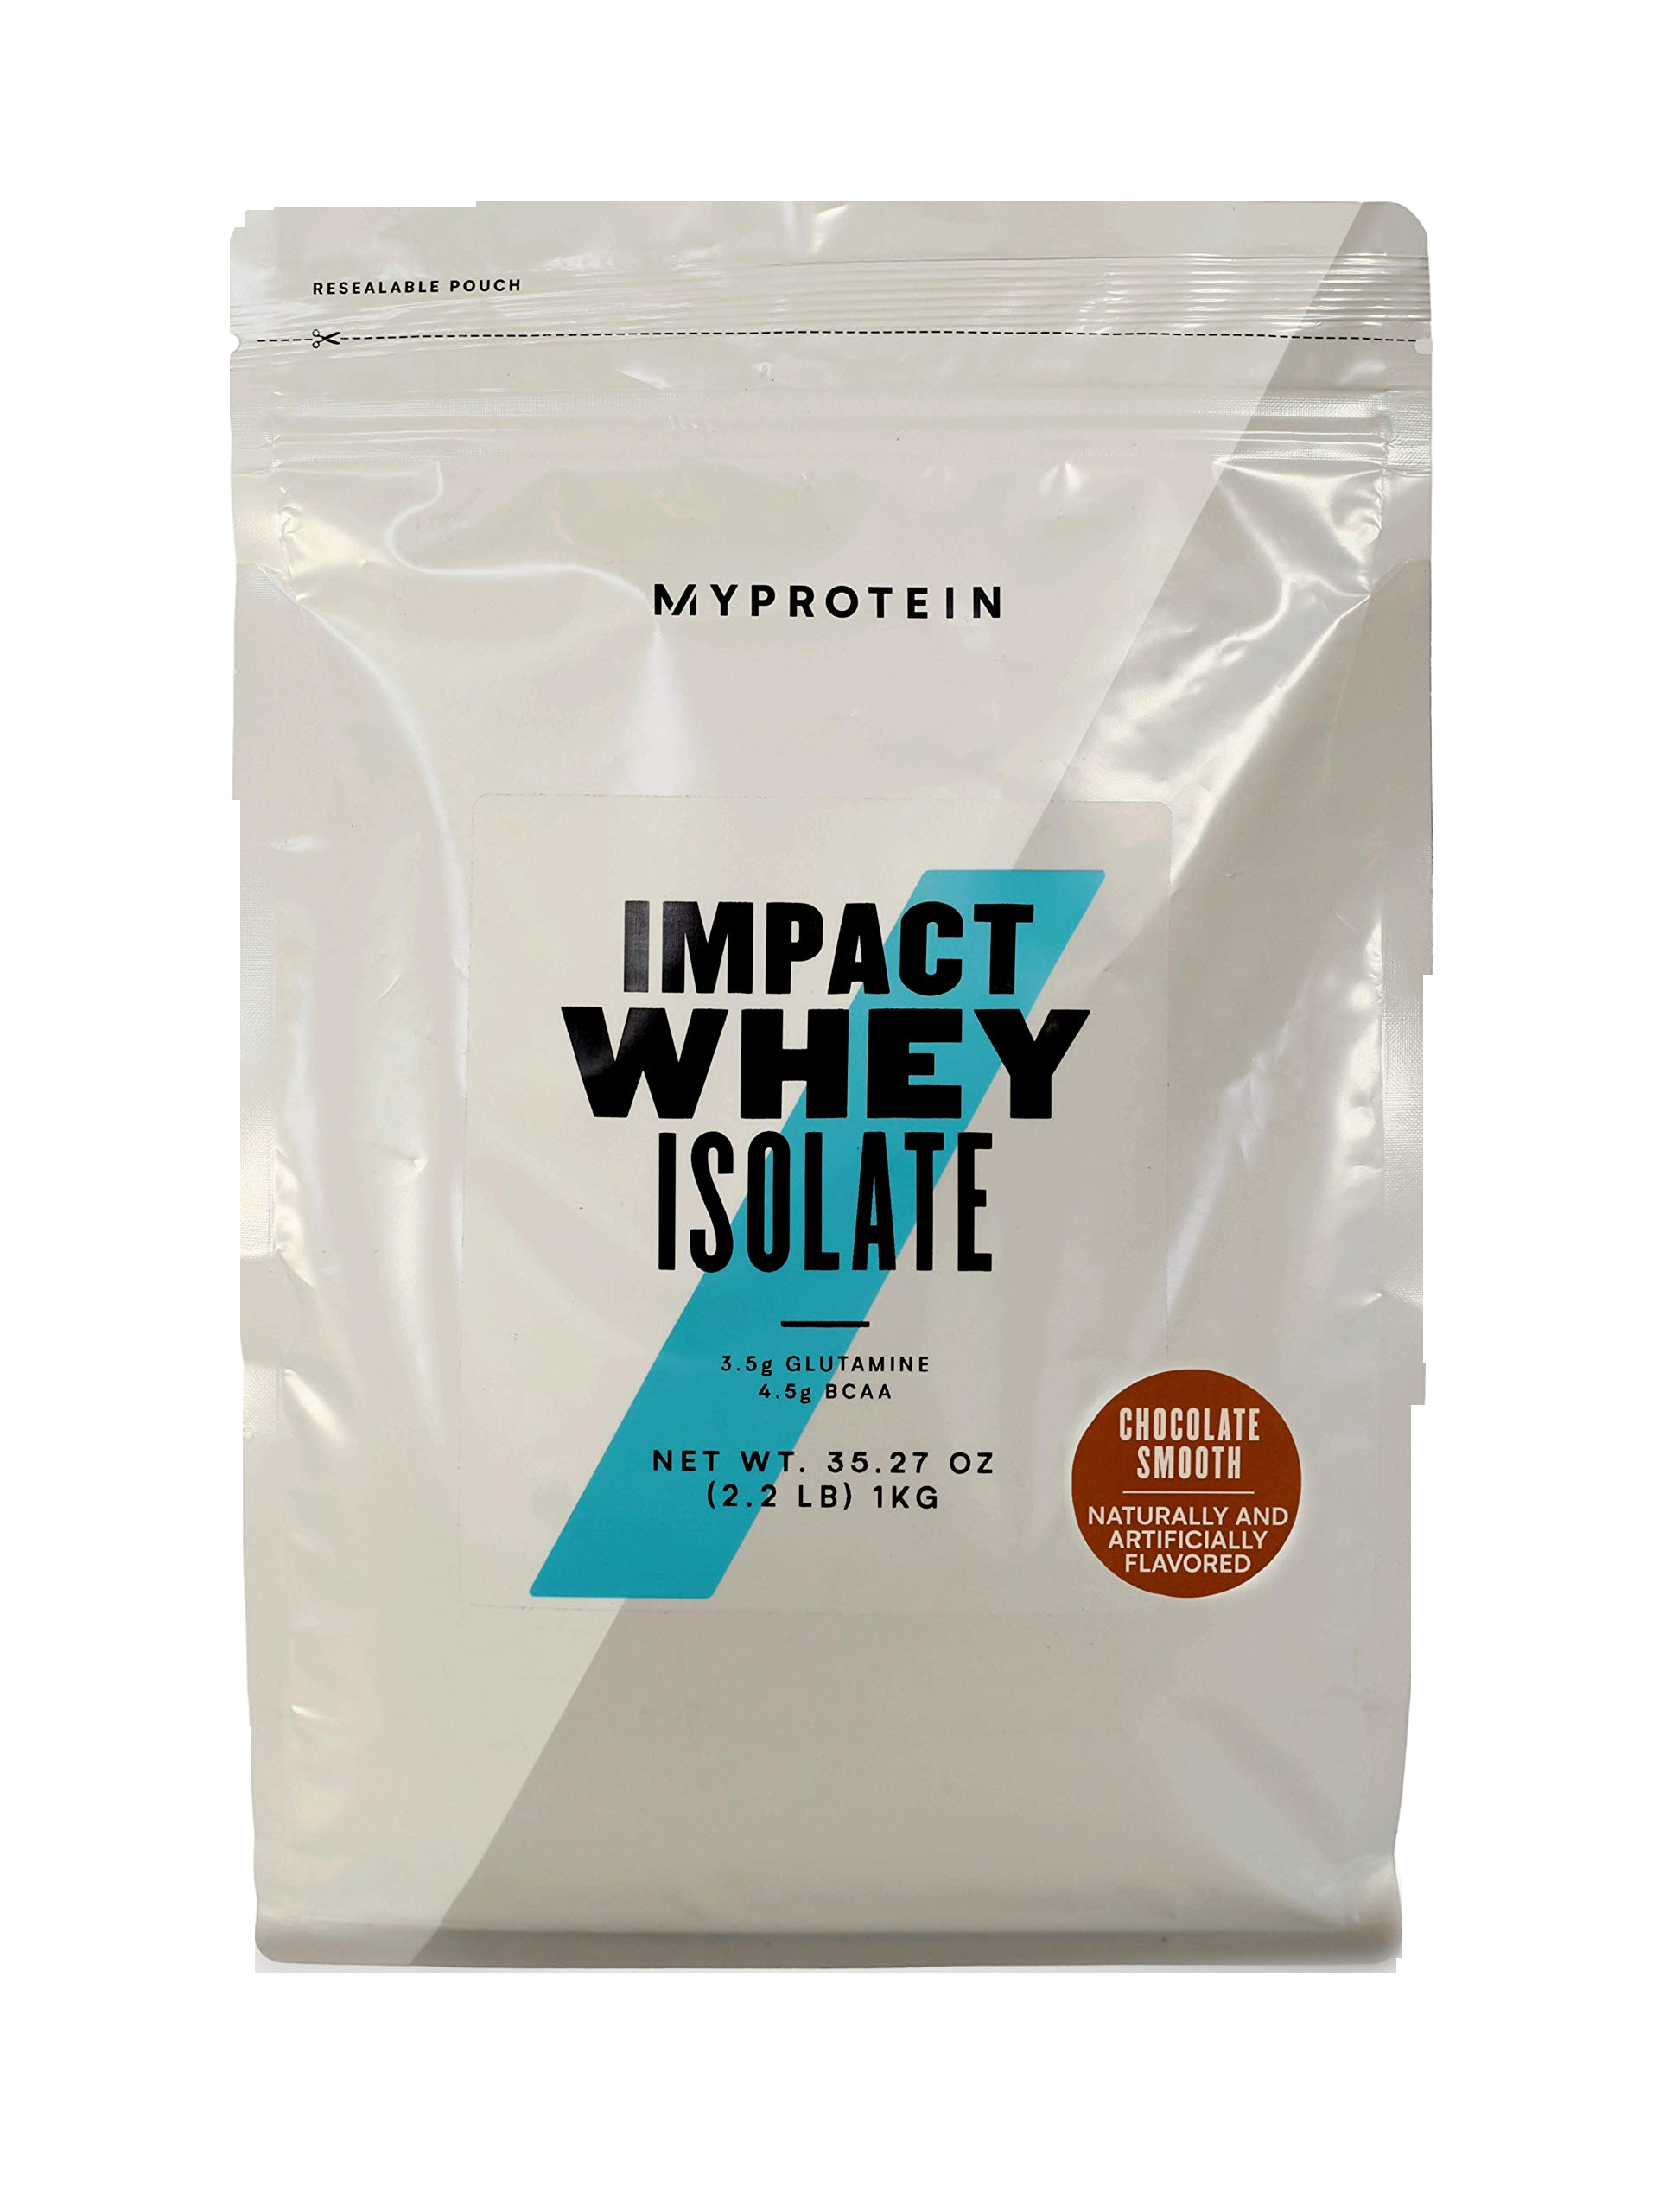 RESEALABLE POUCH
MYPROTEIN
IMPACT
WHEY
ISOLATE
3.5g GLUTAMINE
4.5g BCAA
NET WT. 35.27 OZ
(2.2 LB) 1KG
CHOCOLATE
SMOOTH
NATURALLY AND
ARTIFICIALLY
FLAVORED